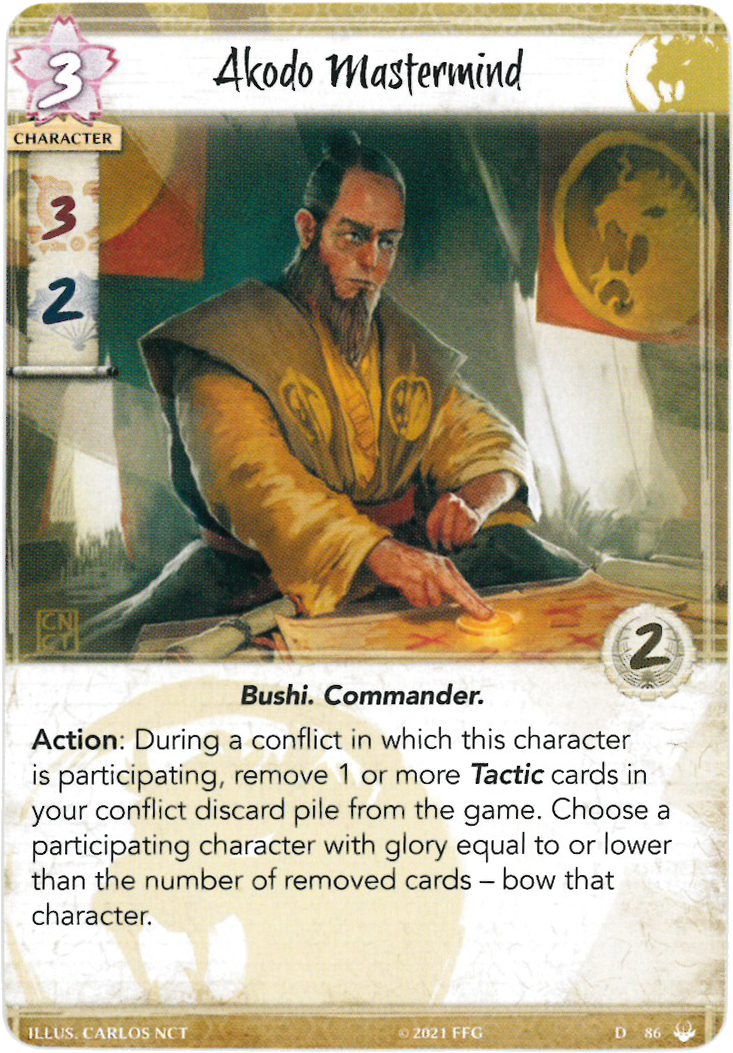 3
Akodo Mastermind
CHARACTER
3
2
CN
CT
2
Bushi. Commander.
Action: During a conflict in which this character
is participating, remove 1 or more Tactic cards in
your conflict discard pile from the game. Choose a
participating character with glory equal to or lower
than the number of removed cards – bow that
character.
ILLUS. CARLOS NCT
© 2021 FFG
D 86